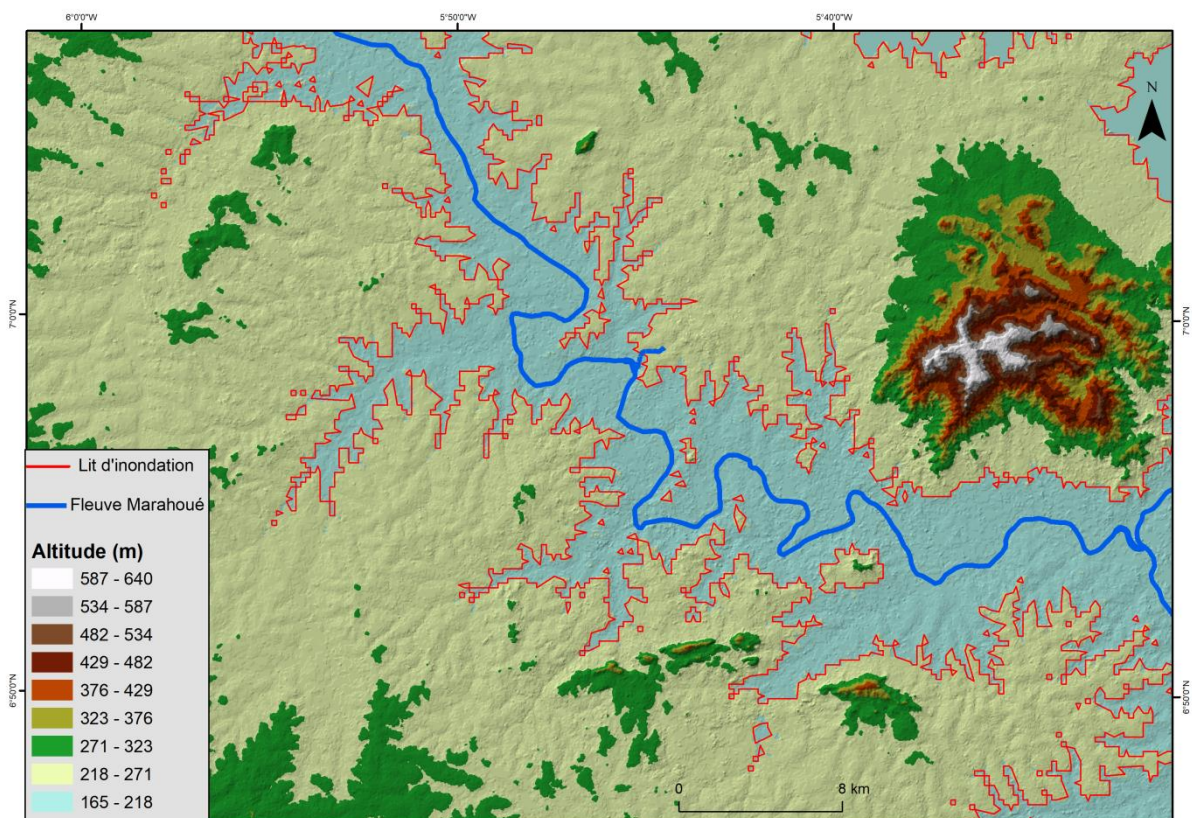 6°0'0"W
5°50'0"W
5°40'0"W
N
7°0'0"N
7°0'0"N
6°50'0"N
6°50'0"N
Lit d'inondation
Fleuve Marahoué
Altitude (m)
587 - 640
534 - 587
482 - 534
429 - 482
376 - 429
323 - 376
271 - 323
218 - 271
165 - 218
0
8 km